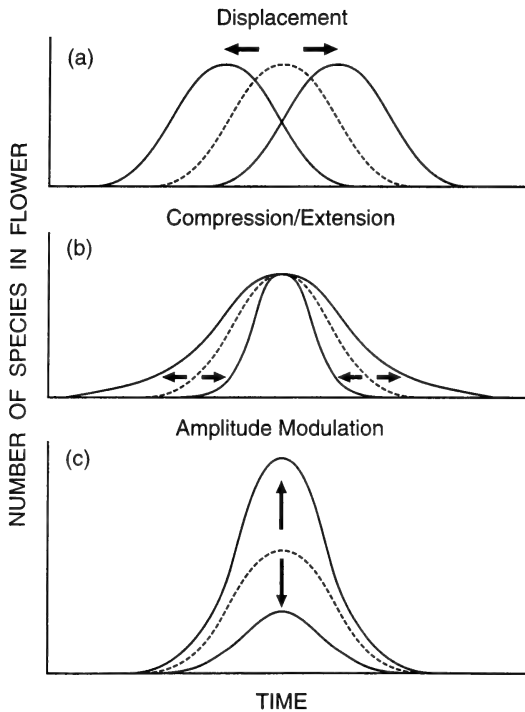 Displacement
(a)
Compression/Extension
(b)
Amplitude Modulation
(c)
NUMBER OF SPECIES IN FLOWER
TIME